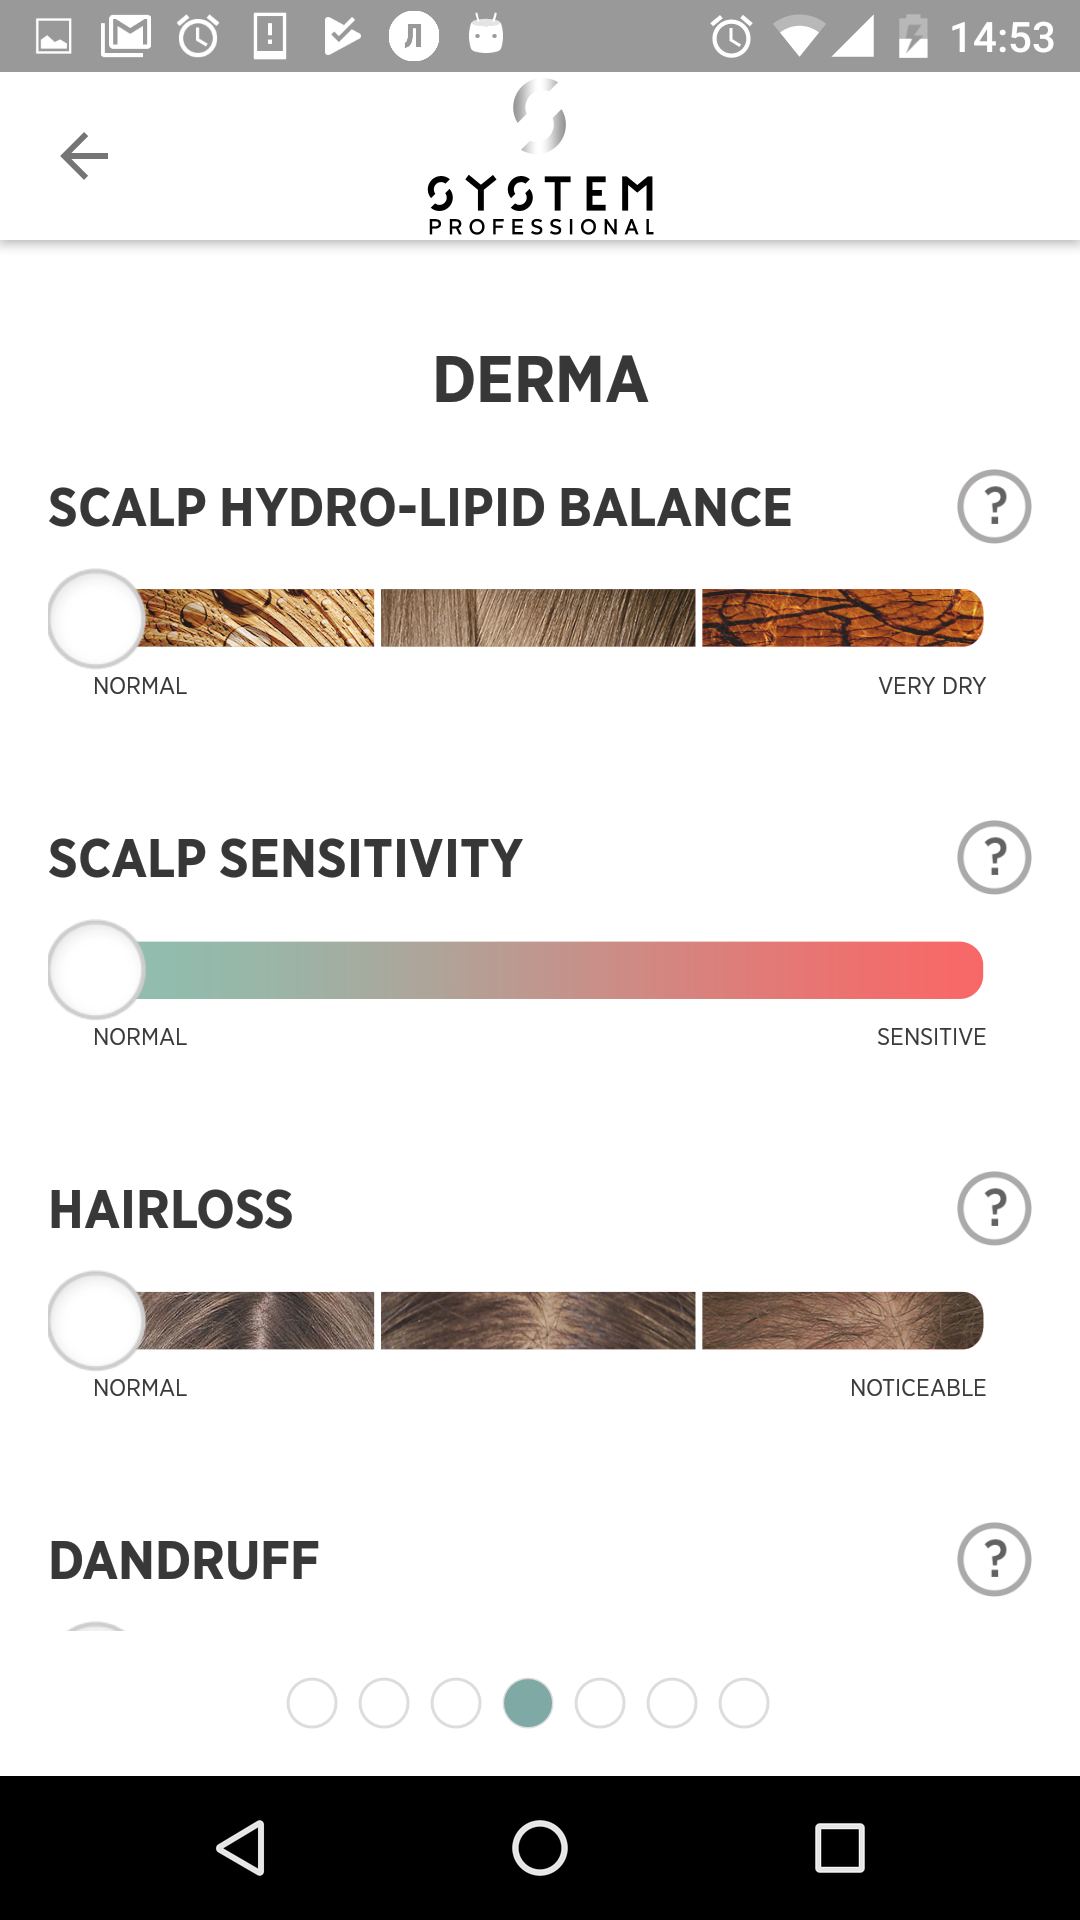 14:53
SYSTEM
PROFESSIONAL
DERMA
SCALP HYDRO-LIPID BALANCE ?
NORMAL VERY DRY
SCALP SENSITIVITY ?
NORMAL SENSITIVE
HAIRLOSS ?
NORMAL NOTICEABLE
DANDRUFF ?